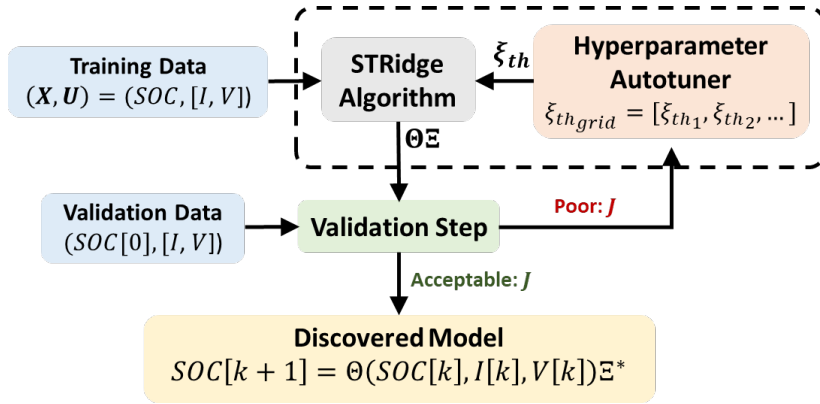 Training Data
(X, U) = (SOC, [I, V])
STRidge
Algorithm
ξ_th
Hyperparameter
Autotuner
ξ_th_grid = [ξ_th_1, ξ_th_2, … ]
ΘΞ
Validation Data
(SOC[0], [I, V])
Validation Step
Poor: J
Acceptable: J
Discovered Model
SOC[k + 1] = Θ(SOC[k], I[k], V[k])Ξ*